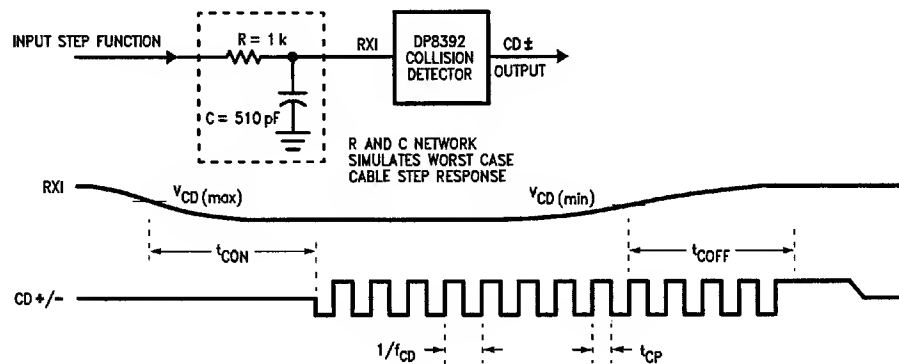 INPUT STEP FUNCTION
R = 1 k
C = 510 pF
RXI
DP8392
COLLISION
DETECTOR
CD ±
OUTPUT
R AND C NETWORK
SIMULATES WORST CASE
CABLE STEP RESPONSE
RXI
VCD (max)
VCD (min)
tCON
tCOFF
CD +/-
1/fCD
tCP